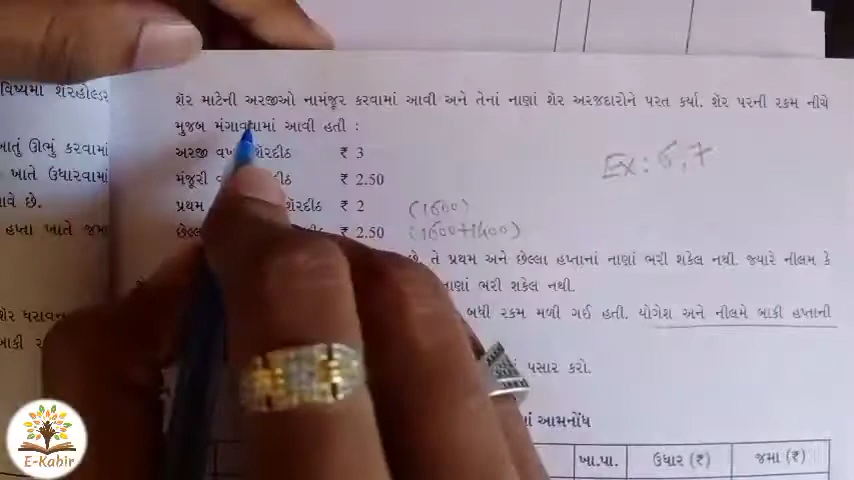 વિષ્યમાં શૅરહોલ્ડર
ાતું ઊભું કરવામાં
ખાતે ઉધારવામાં
ાવે છે.
હપ્તા ખાતે જમા
શૅર ધરાવન
બાકી ર
શૅર માટેની અરજીઓ નામંજૂર કરવામાં આવી અને તેનાં નાણાં શૅર અરજદારોને પરત કર્યા. શૅર પરની રકમ નીચે
મુજબ મંગાવવામાં આવી હતી :
અરજી વખ શૅરદીઠ ₹ 3
મંજૂરી વ દીઠ ₹ 2.50
પ્રથમ શૅરદીઠ ₹ 2 (1600)
છેલ્લ દીઠ ₹ 2.50 (1600+1400)
Ex: 6,7
છે. તે પ્રથમ અને છેલ્લા હપ્તાનાં નાણાં ભરી શકેલ નથી. જ્યારે નીલમ કે
નાણાં ભરી શકેલ નથી.
બધી રકમ મળી ગઈ હતી. યોગેશ અને નીલમે બાકી હપ્તાની
પસાર કરો.
ાં આમનોંધ
ખા.પા. ઉધાર (₹) જમા (₹)
E-Kabir